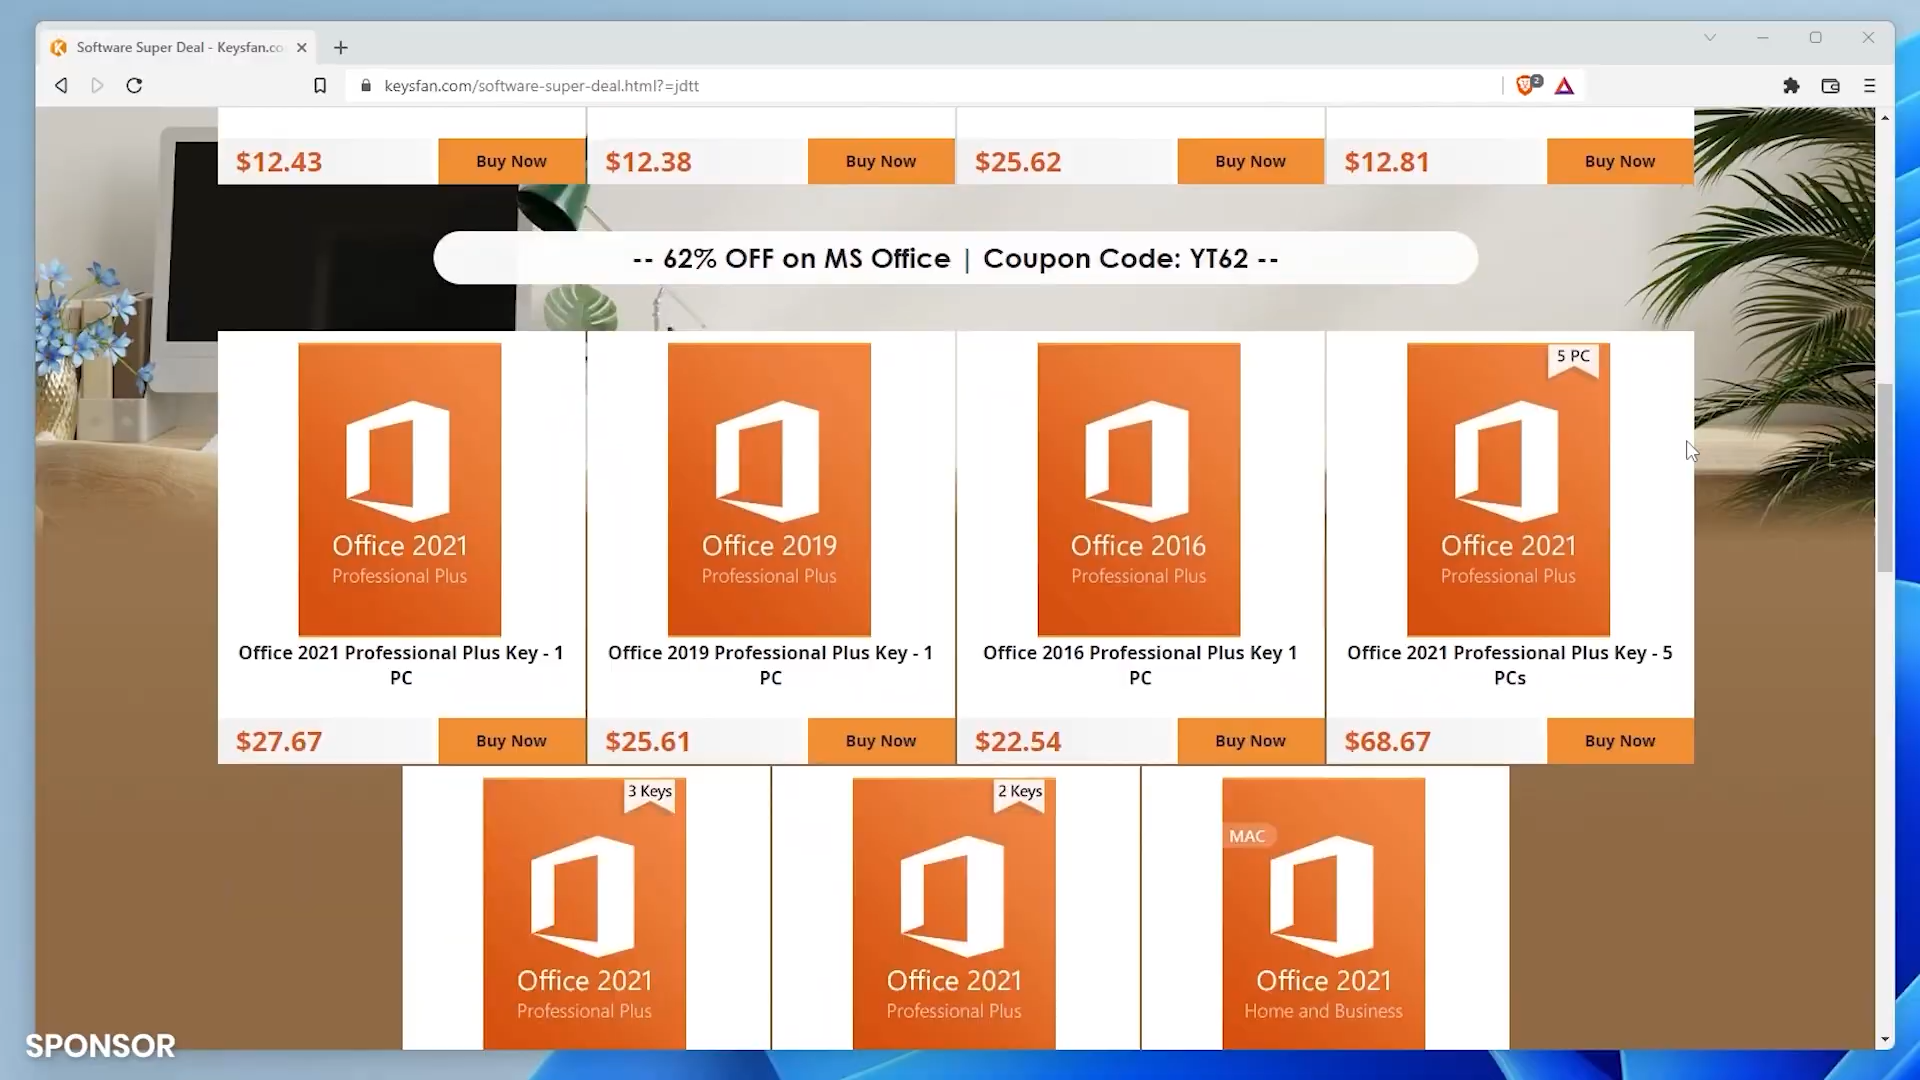 Software Super Deal - Keysfan.co
keysfan.com/software-super-deal.html?=jdtt
2
$12.43 Buy Now $12.38 Buy Now $25.62 Buy Now $12.81 Buy Now
-- 62% OFF on MS Office | Coupon Code: YT62 --
5 PC
Office 2021 Office 2019 Office 2016 Office 2021
Professional Plus Professional Plus Professional Plus Professional Plus
Office 2021 Professional Plus Key - 1
PC
Office 2019 Professional Plus Key - 1
PC
Office 2016 Professional Plus Key 1
PC
Office 2021 Professional Plus Key - 5
PCs
$27.67 Buy Now $25.61 Buy Now $22.54 Buy Now $68.67 Buy Now
3 Keys 2 Keys
MAC
Office 2021 Office 2021 Office 2021
Professional Plus Professional Plus Home and Business
SPONSOR